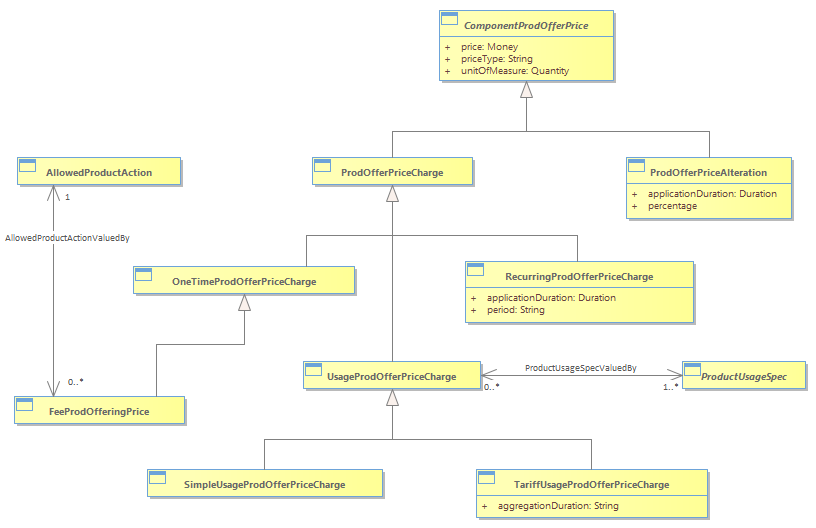 ComponentProdOfferPrice
+ price: Money
+ priceType: String
+ unitOfMeasure: Quantity
AllowedProductAction
ProdOfferPriceCharge
ProdOfferPriceAlteration
+ applicationDuration: Duration
+ percentage
1
AllowedProductActionValuedBy
OneTimeProdOfferPriceCharge
RecurringProdOfferPriceCharge
+ applicationDuration: Duration
+ period: String
UsageProdOfferPriceCharge
ProductUsageSpecValuedBy
0..*
1..*
ProductUsageSpec
0..*
FeeProdOfferingPrice
SimpleUsageProdOfferPriceCharge
TariffUsageProdOfferPriceCharge
+ aggregationDuration: String